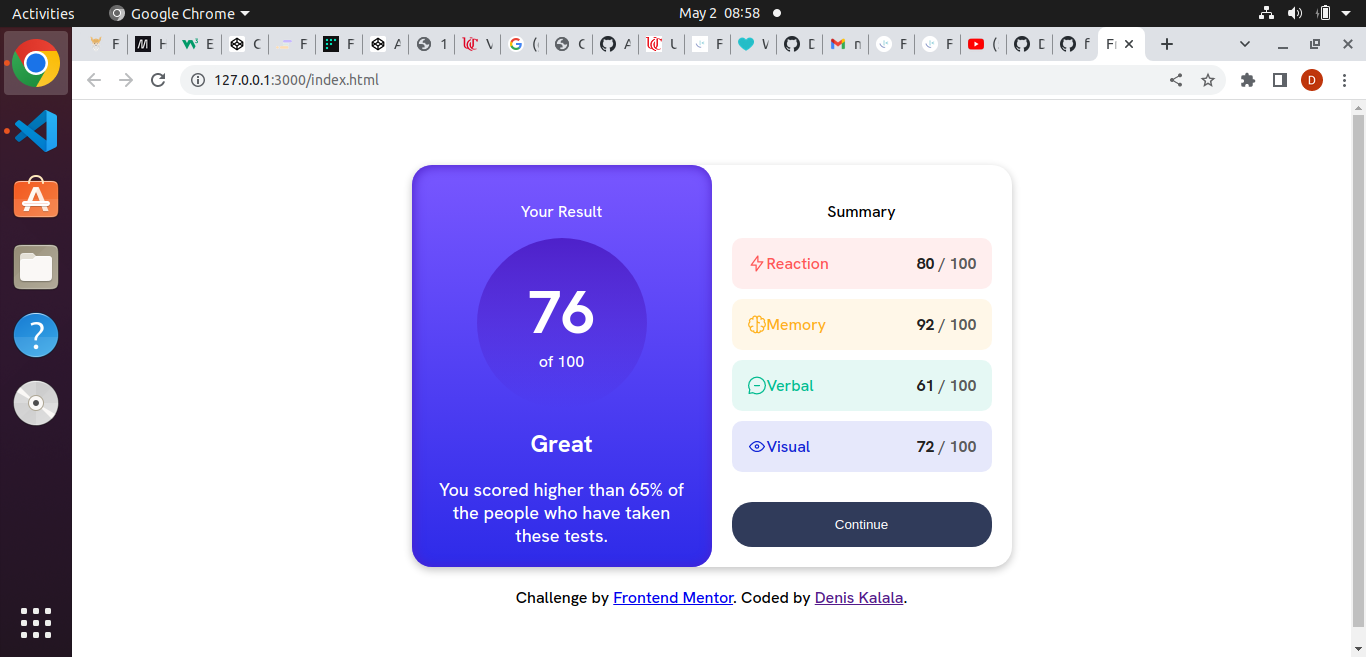 Activities
Google Chrome
May 2 08:58
127.0.0.1:3000/index.html
D
Your Result
76
of 100
Great
You scored higher than 65% of
the people who have taken
these tests.
Summary
Reaction 80 / 100
Memory 92 / 100
Verbal 61 / 100
Visual 72 / 100
Continue
Challenge by Frontend Mentor. Coded by Denis Kalala.